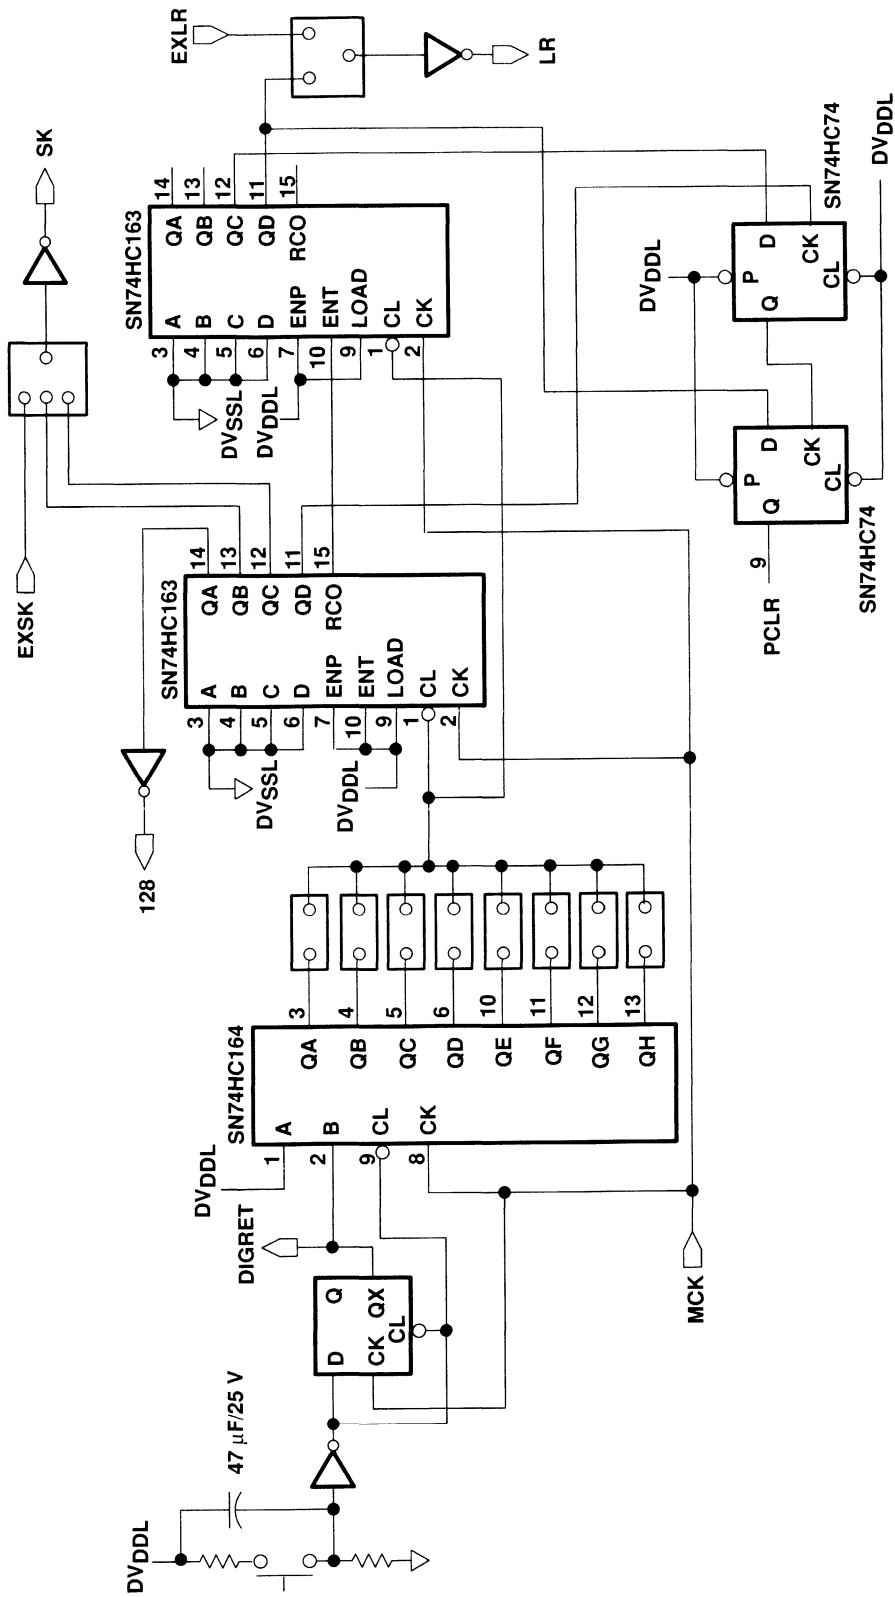 DVDDL
47 μF/25 V
D
Q
CK
QX
CL
DIGRET
MCK
DVDDL
SN74HC164
1
A
2
B
9
CL
8
CK
QA
3
QB
4
QC
5
QD
6
QE
10
QF
11
QG
12
QH
13
128
DVSSL
DVDDL
SN74HC163
3
A
4
B
5
C
6
D
7
ENP
10
ENT
9
LOAD
1
CL
2
CK
QA
14
QB
13
QC
12
QD
11
RCO
15
EXSK
SK
DVSSL
DVDDL
SN74HC163
3
A
4
B
5
C
6
D
7
ENP
10
ENT
9
LOAD
1
CL
2
CK
QA
14
QB
13
QC
12
QD
11
RCO
15
EXLR
LR
PCLR
9
Q
P
D
CK
CL
SN74HC74
DVDDL
Q
P
D
CK
CL
SN74HC74
DVDDL